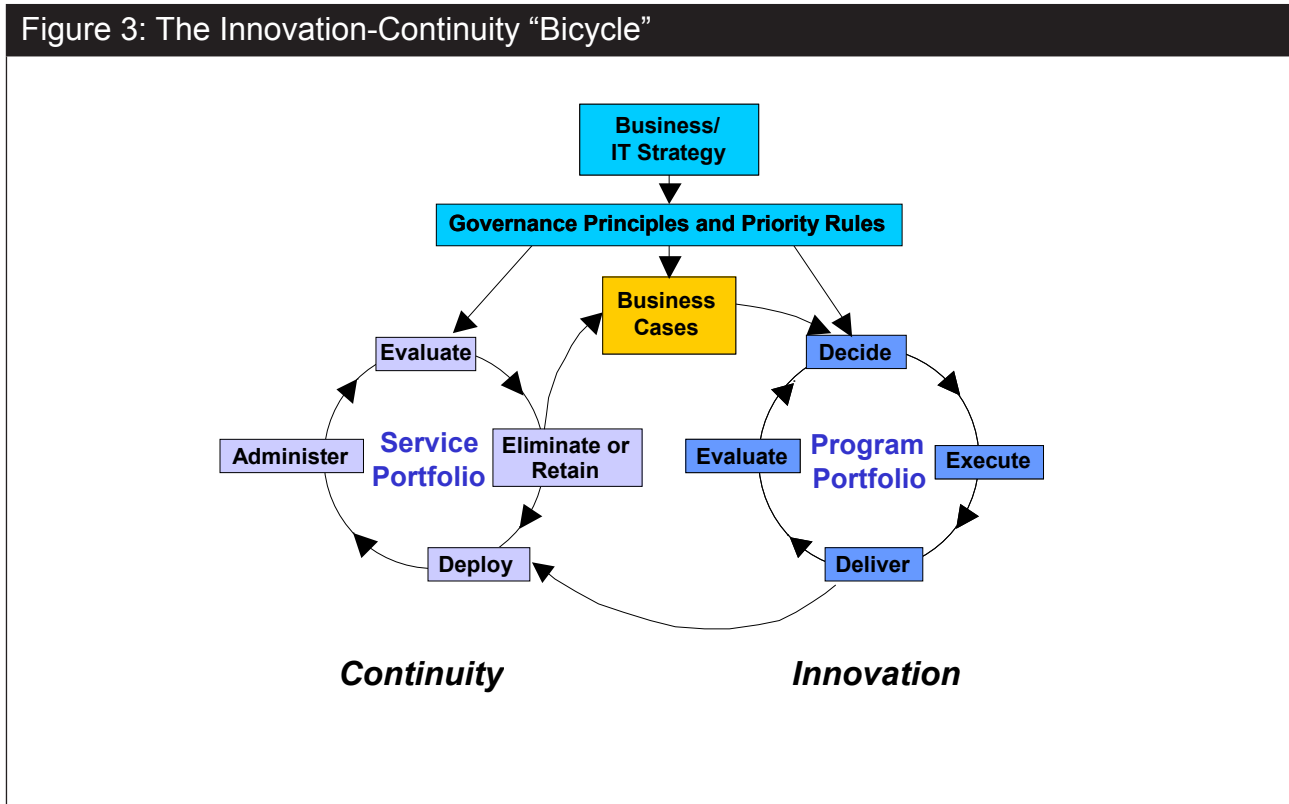 Figure 3: The Innovation-Continuity “Bicycle”
Business/
IT Strategy
Governance Principles and Priority Rules
Business
Cases
Evaluate
Decide
Administer
Service
Portfolio
Eliminate or
Retain
Evaluate
Program
Portfolio
Execute
Deploy
Deliver
Continuity
Innovation